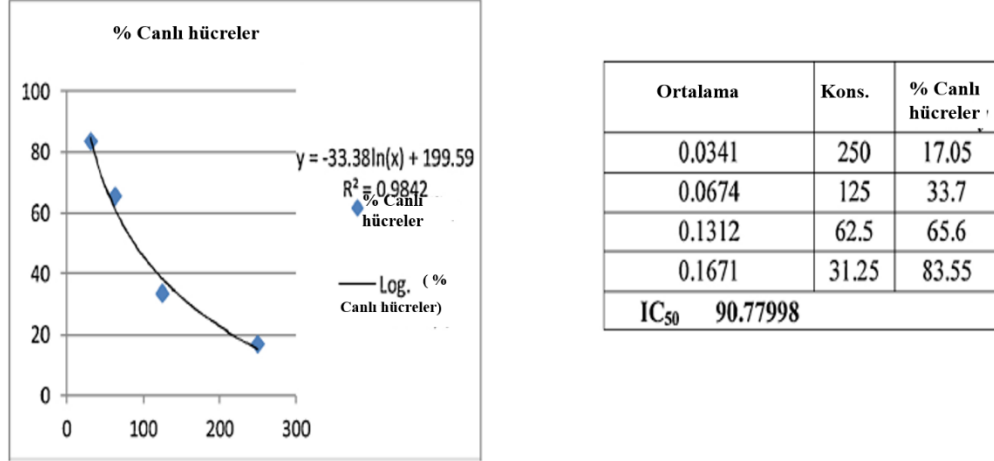 % Canlı hücreler
100
80
60
40
20
0
0 100 200 300
y = -33.38ln(x) + 199.59
R² = 0.9842
% Canlı
hücreler
Log. ( %
Canlı hücreler)
Ortalama Kons. % Canlı
hücreler
0.0341 250 17.05
0.0674 125 33.7
0.1312 62.5 65.6
0.1671 31.25 83.55
IC₅₀ 90.77998